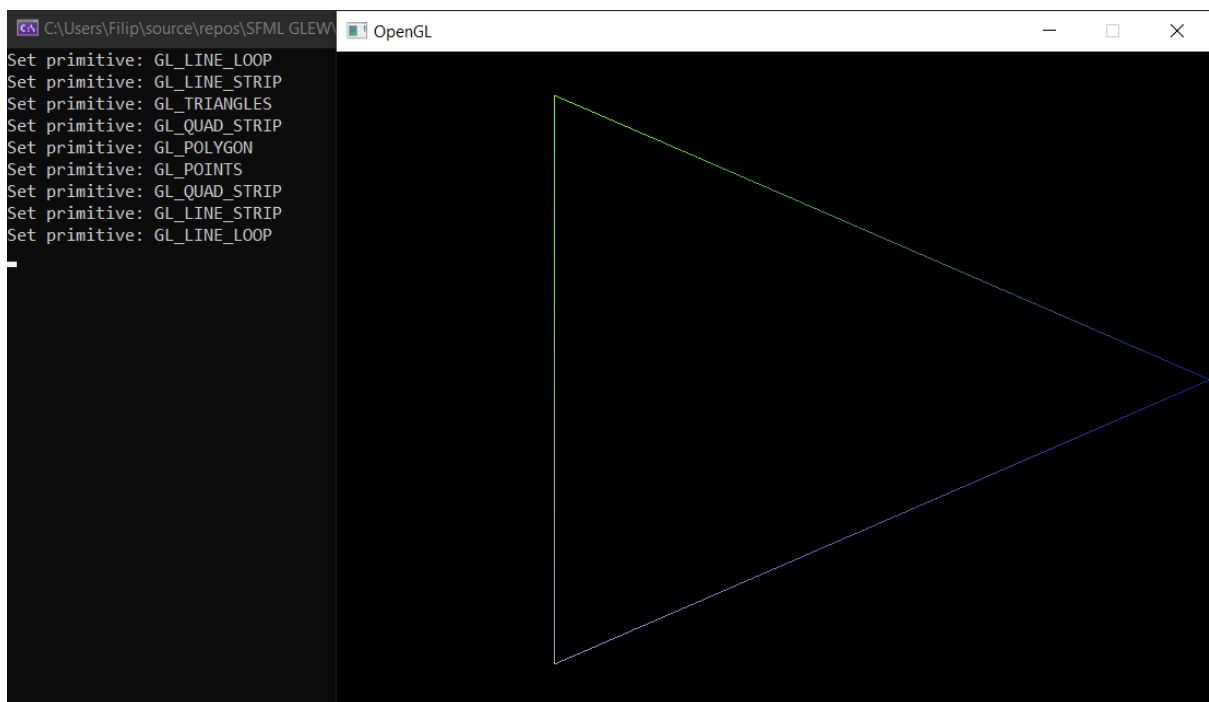 C:\Users\Filip\source\repos\SFML GLEW\
OpenGL
Set primitive: GL_LINE_LOOP
Set primitive: GL_LINE_STRIP
Set primitive: GL_TRIANGLES
Set primitive: GL_QUAD_STRIP
Set primitive: GL_POLYGON
Set primitive: GL_POINTS
Set primitive: GL_QUAD_STRIP
Set primitive: GL_LINE_STRIP
Set primitive: GL_LINE_LOOP